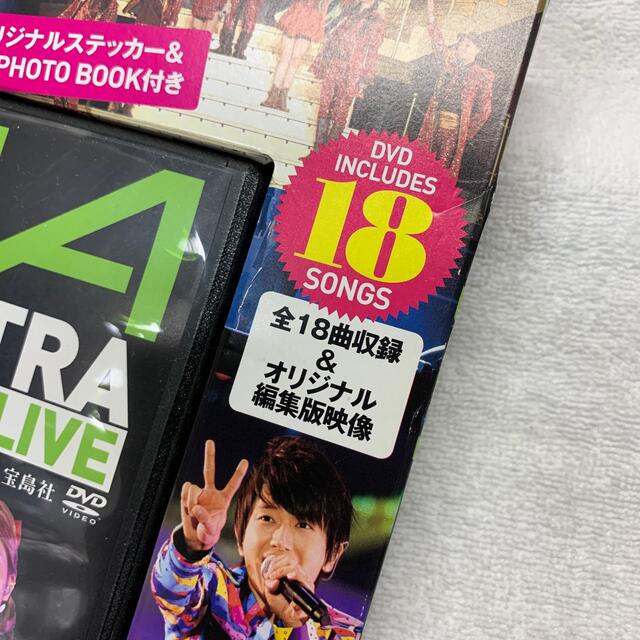 リジナルステッカー&
PHOTO BOOK付き
DVD
INCLUDES
18
SONGS
全18曲収録
&
オリジナル
編集版映像
A
TRA
LIVE
宝島社 DVD
VIDEO